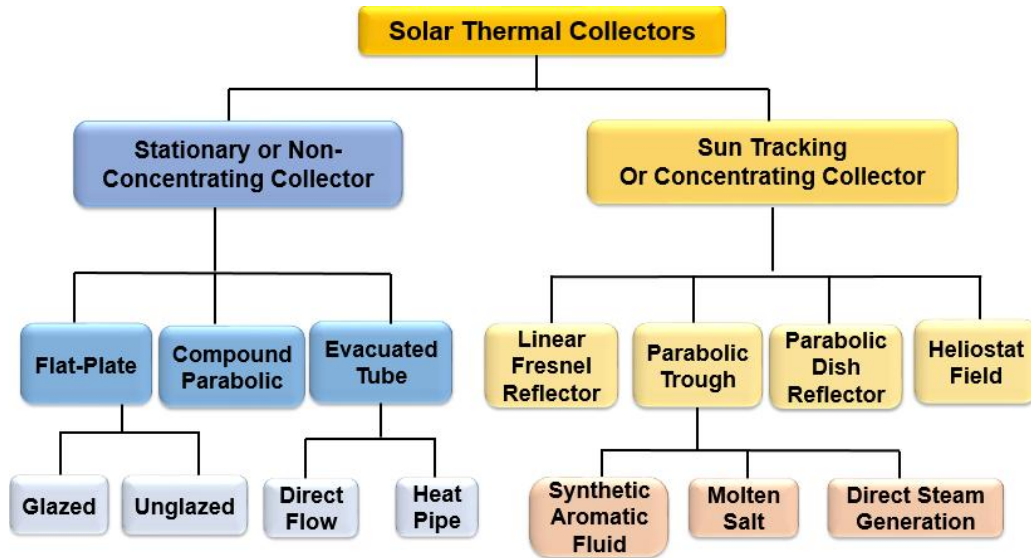 Solar Thermal Collectors
Stationary or Non-
Concentrating Collector
Sun Tracking
Or Concentrating Collector
Flat-Plate
Compound
Parabolic
Evacuated
Tube
Linear
Fresnel
Reflector
Parabolic
Trough
Parabolic
Dish
Reflector
Heliostat
Field
Glazed
Unglazed
Direct
Flow
Heat
Pipe
Synthetic
Aromatic
Fluid
Molten
Salt
Direct Steam
Generation